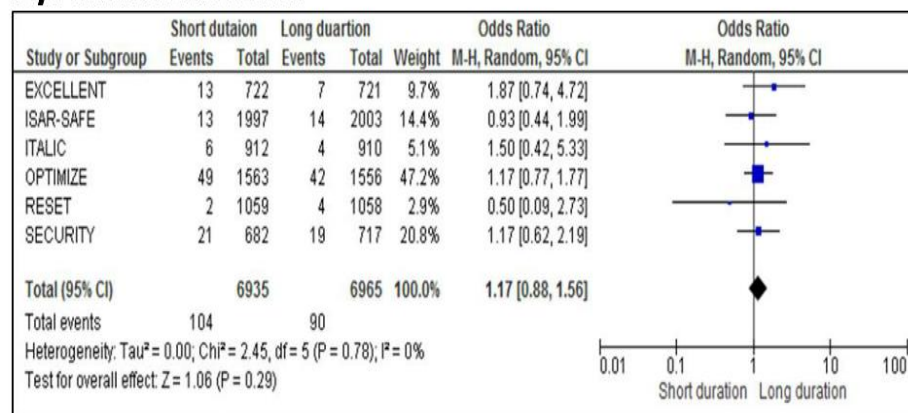 Short dutaion Long duartion Odds Ratio Odds Ratio
Study or Subgroup Events Total Events Total Weight M-H, Random, 95% CI M-H, Random, 95% CI
EXCELLENT 13 722 7 721 9.7% 1.87 [0.74, 4.72]
ISAR-SAFE 13 1997 14 2003 14.4% 0.93 [0.44, 1.99]
ITALIC 6 912 4 910 5.1% 1.50 [0.42, 5.33]
OPTIMIZE 49 1563 42 1556 47.2% 1.17 [0.77, 1.77]
RESET 2 1059 4 1058 2.9% 0.50 [0.09, 2.73]
SECURITY 21 682 19 717 20.8% 1.17 [0.62, 2.19]
Total (95% CI) 6935 6965 100.0% 1.17 [0.88, 1.56]
Total events 104 90
Heterogeneity: Tau² = 0.00; Chi² = 2.45, df = 5 (P = 0.78); I² = 0%
Test for overall effect: Z = 1.06 (P = 0.29)
0.01 0.1 1 10 100
Short duration Long duration